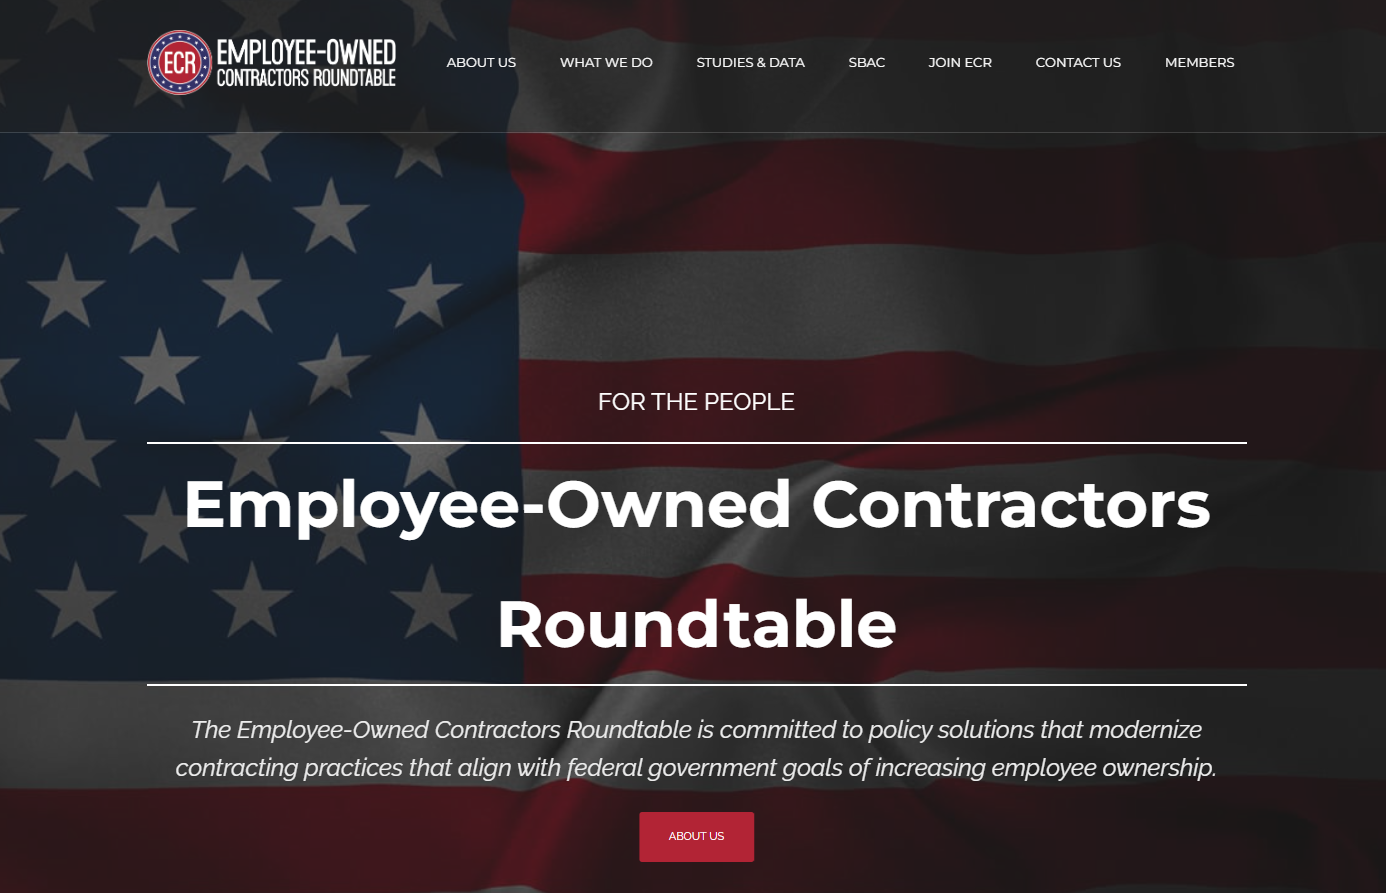 ECR
EMPLOYEE-OWNED
CONTRACTORS ROUNDTABLE
ABOUT US
WHAT WE DO
STUDIES & DATA
SBAC
JOIN ECR
CONTACT US
MEMBERS
FOR THE PEOPLE
Employee-Owned Contractors
Roundtable
The Employee-Owned Contractors Roundtable is committed to policy solutions that modernize
contracting practices that align with federal government goals of increasing employee ownership.
ABOUT US